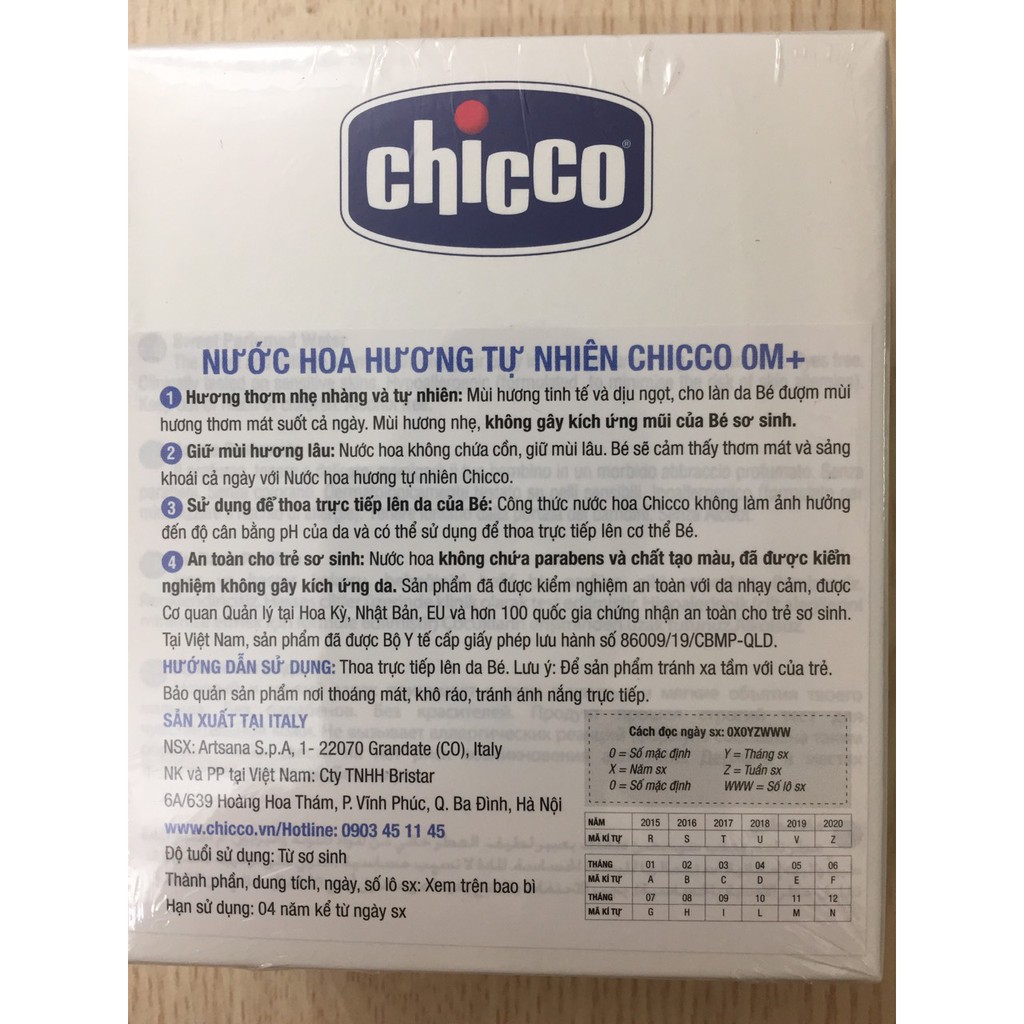 chicco®
NƯỚC HOA HƯƠNG TỰ NHIÊN CHICCO 0M+
1 Hương thơm nhẹ nhàng và tự nhiên: Mùi hương tinh tế và dịu ngọt, cho làn da Bé đượm mùi
hương thơm mát suốt cả ngày. Mùi hương nhẹ, không gây kích ứng mũi của Bé sơ sinh.
2 Giữ mùi hương lâu: Nước hoa không chứa cồn, giữ mùi lâu. Bé sẽ cảm thấy thơm mát và sảng
khoái cả ngày với Nước hoa hương tự nhiên Chicco.
3 Sử dụng để thoa trực tiếp lên da của Bé: Công thức nước hoa Chicco không làm ảnh hưởng
đến độ cân bằng pH của da và có thể sử dụng để thoa trực tiếp lên cơ thể Bé.
4 An toàn cho trẻ sơ sinh: Nước hoa không chứa parabens và chất tạo màu, đã được kiểm
nghiệm không gây kích ứng da. Sản phẩm đã được kiểm nghiệm an toàn với da nhạy cảm, được
Cơ quan Quản lý tại Hoa Kỳ, Nhật Bản, EU và hơn 100 quốc gia chứng nhận an toàn cho trẻ sơ sinh.
Tại Việt Nam, sản phẩm đã được Bộ Y tế cấp giấy phép lưu hành số 86009/19/CBMP-QLD.
HƯỚNG DẪN SỬ DỤNG: Thoa trực tiếp lên da Bé. Lưu ý: Để sản phẩm tránh xa tầm với của trẻ.
Bảo quản sản phẩm nơi thoáng mát, khô ráo, tránh ánh nắng trực tiếp.
SẢN XUẤT TẠI ITALY
NSX: Artsana S.p.A, 1- 22070 Grandate (CO), Italy
NK và PP tại Việt Nam: Cty TNHH Bristar
6A/639 Hoàng Hoa Thám, P. Vĩnh Phúc, Q. Ba Đình, Hà Nội
www.chicco.vn/Hotline: 0903 45 11 45
Độ tuổi sử dụng: Từ sơ sinh
Thành phần, dung tích, ngày, số lô sx: Xem trên bao bì
Hạn sử dụng: 04 năm kể từ ngày sx
Cách đọc ngày sx: 0X0YZWWW
0 = Số mặc định Y = Tháng sx
X = Năm sx Z = Tuần sx
0 = Số mặc định WWW = Số lô sx
NĂM 2015 2016 2017 2018 2019 2020
MÃ KÍ TỰ R S T U V Z
THÁNG 01 02 03 04 05 06
MÃ KÍ TỰ A B C D E F
THÁNG 07 08 09 10 11 12
MÃ KÍ TỰ G H I L M N